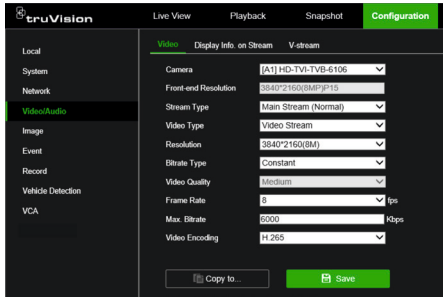 truVision
Live View Playback Snapshot Configuration
Local
System
Network
Video/Audio
Image
Event
Record
Vehicle Detection
VCA
Video Display Info. on Stream V-stream
Camera [A1] HD-TVI-TVB-6106
Front-end Resolution 3840*2160(8MP)P15
Stream Type Main Stream (Normal)
Video Type Video Stream
Resolution 3840*2160(8M)
Bitrate Type Constant
Video Quality Medium
Frame Rate 8 fps
Max. Bitrate 6000 Kbps
Video Encoding H.265
Copy to... Save